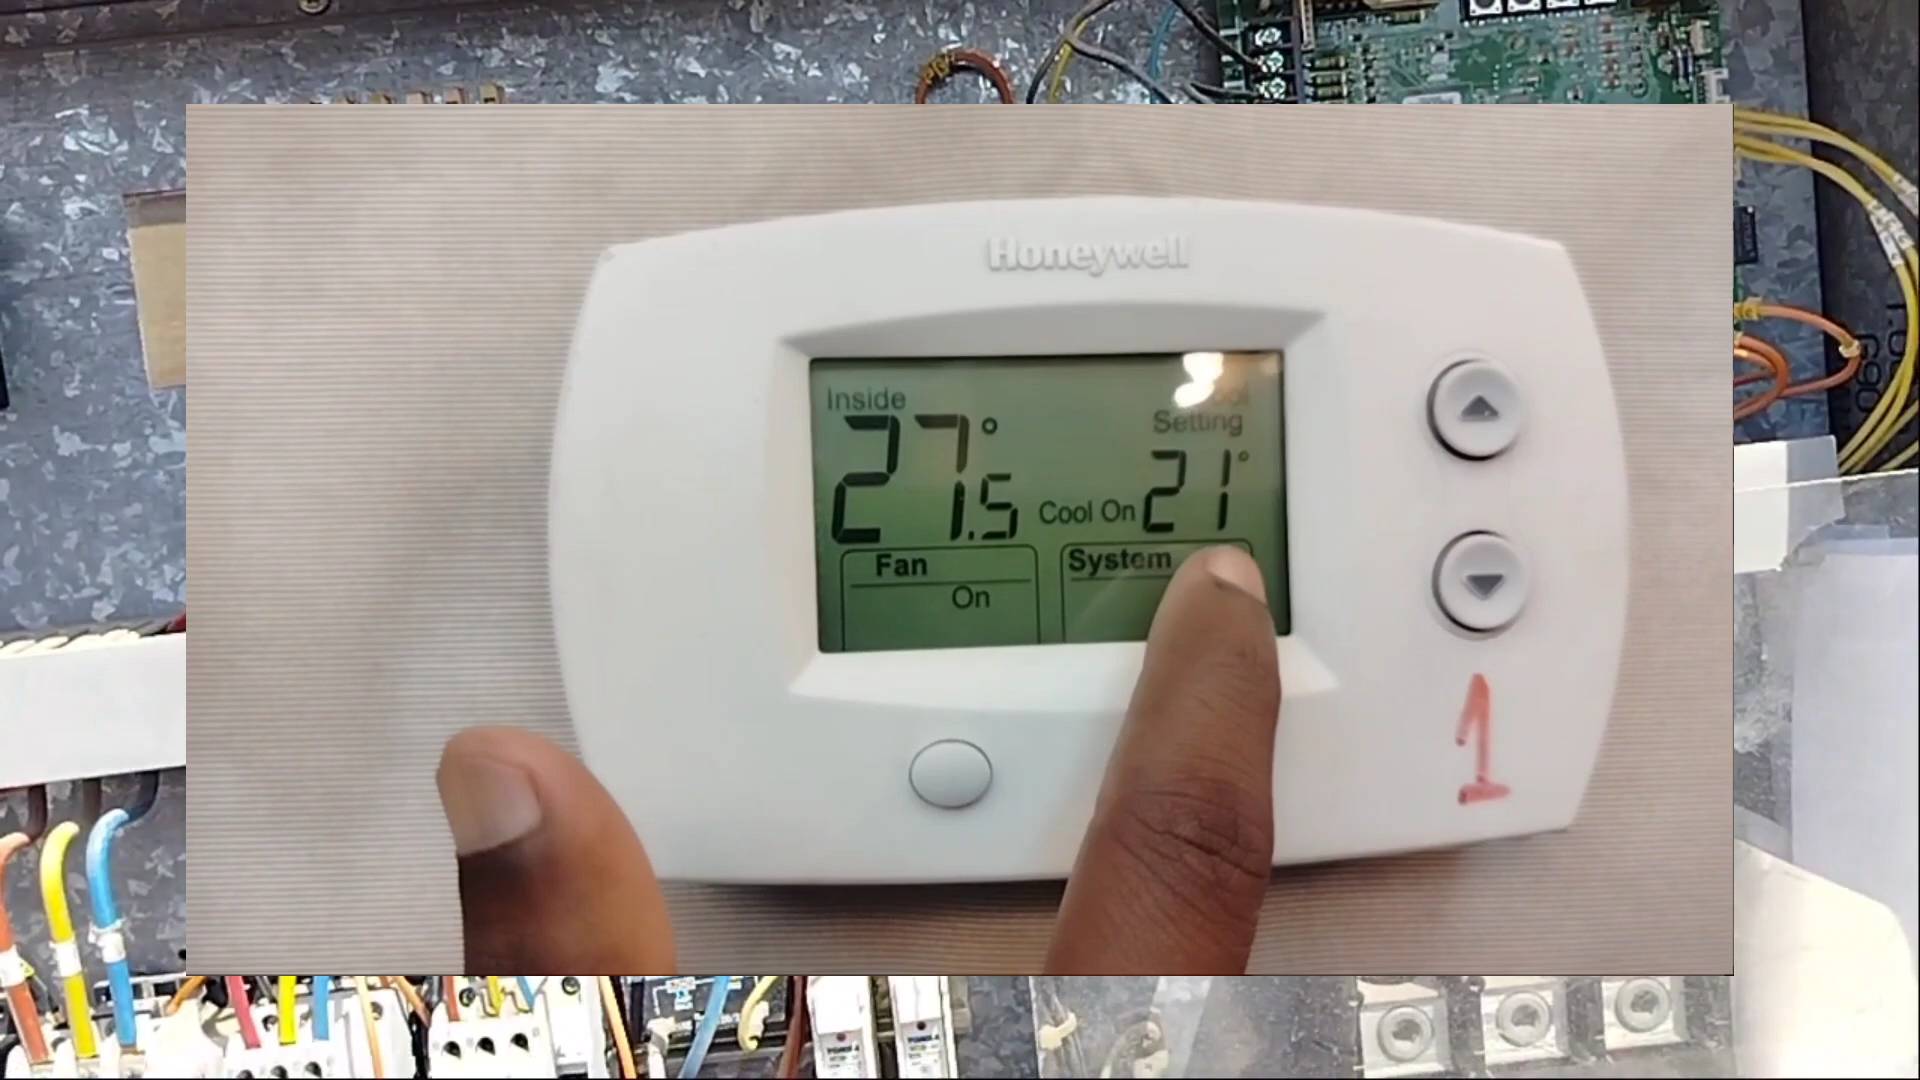 Honeywell
Inside
27.5°
Setting
21°
Cool On
Fan
System
On
1